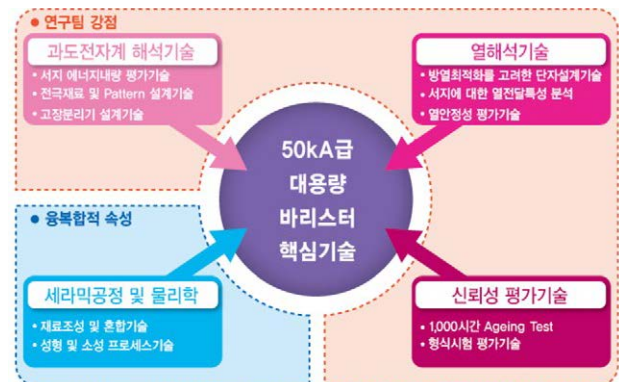 • 연구팀 강점
과도전자계 해석기술
• 서지 에너지내량 평가기술
• 전극재료 및 Pattern 설계기술
• 고장분리기 설계기술
열해석기술
• 방열최적화를 고려한 단자설계기술
• 서지에 대한 열전달특성 분석
• 열안정성 평가기술
50kA급
대용량
바리스터
핵심기술
• 융복합적 속성
세라믹공정 및 물리학
• 재료조성 및 혼합기술
• 성형 및 소성 프로세스기술
신뢰성 평가기술
• 1,000시간 Ageing Test
• 형식시험 평가기술